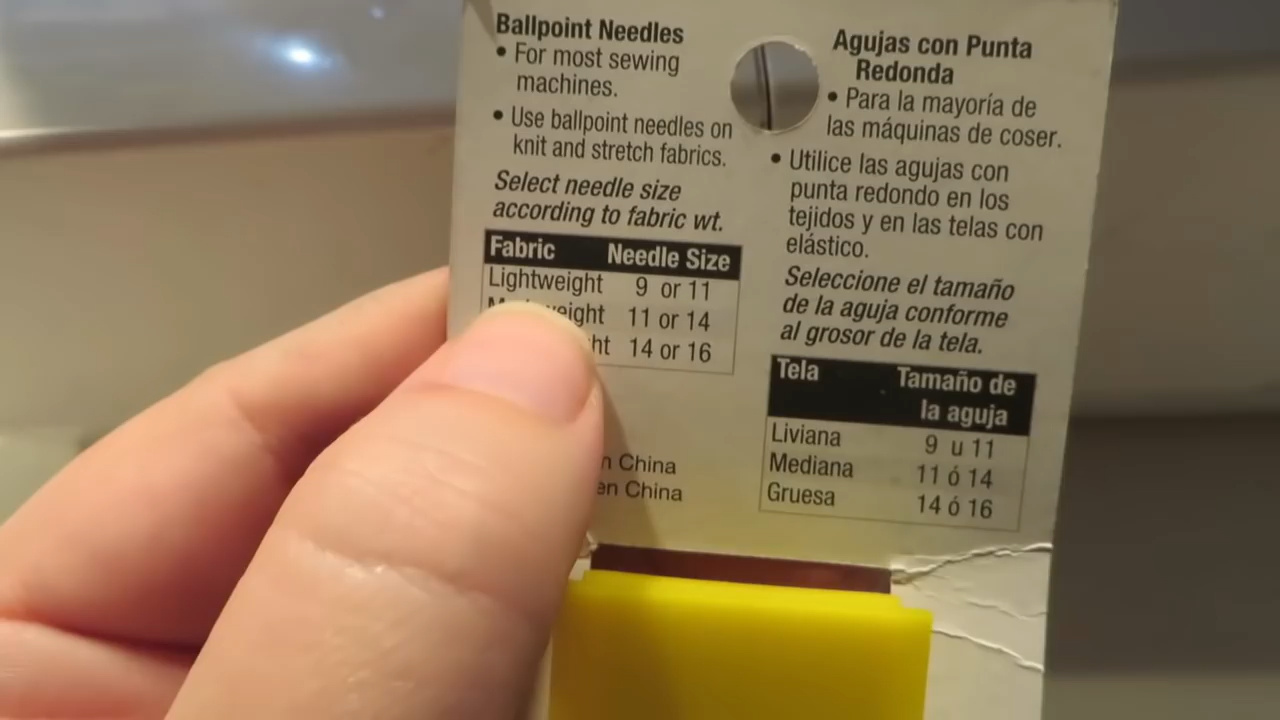 Ballpoint Needles
• For most sewing
machines.
• Use ballpoint needles on
knit and stretch fabrics.
Select needle size
according to fabric wt.
Fabric Needle Size
Lightweight 9 or 11
11 or 14
14 or 16
China
en China
Agujas con Punta
Redonda
• Para la mayoría de
las máquinas de coser.
• Utilice las agujas con
punta redondo en los
tejidos y en las telas con
elástico.
Seleccione el tamaño
de la aguja conforme
al grosor de la tela.
Tela Tamaño de
la aguja
Liviana 9 u 11
Mediana 11 ó 14
Gruesa 14 ó 16